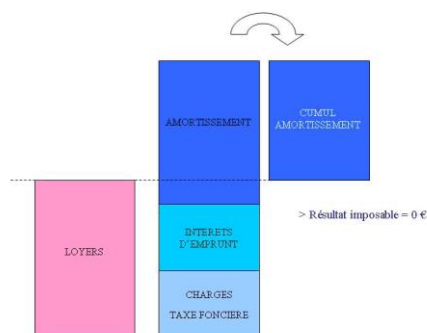 AMORTISSEMENT
CUMUL
AMORTISSEMENT
> Résultat imposable = 0 €
LOYERS
INTERETS
D'EMPRUNT
CHARGES
TAXE FONCIERE